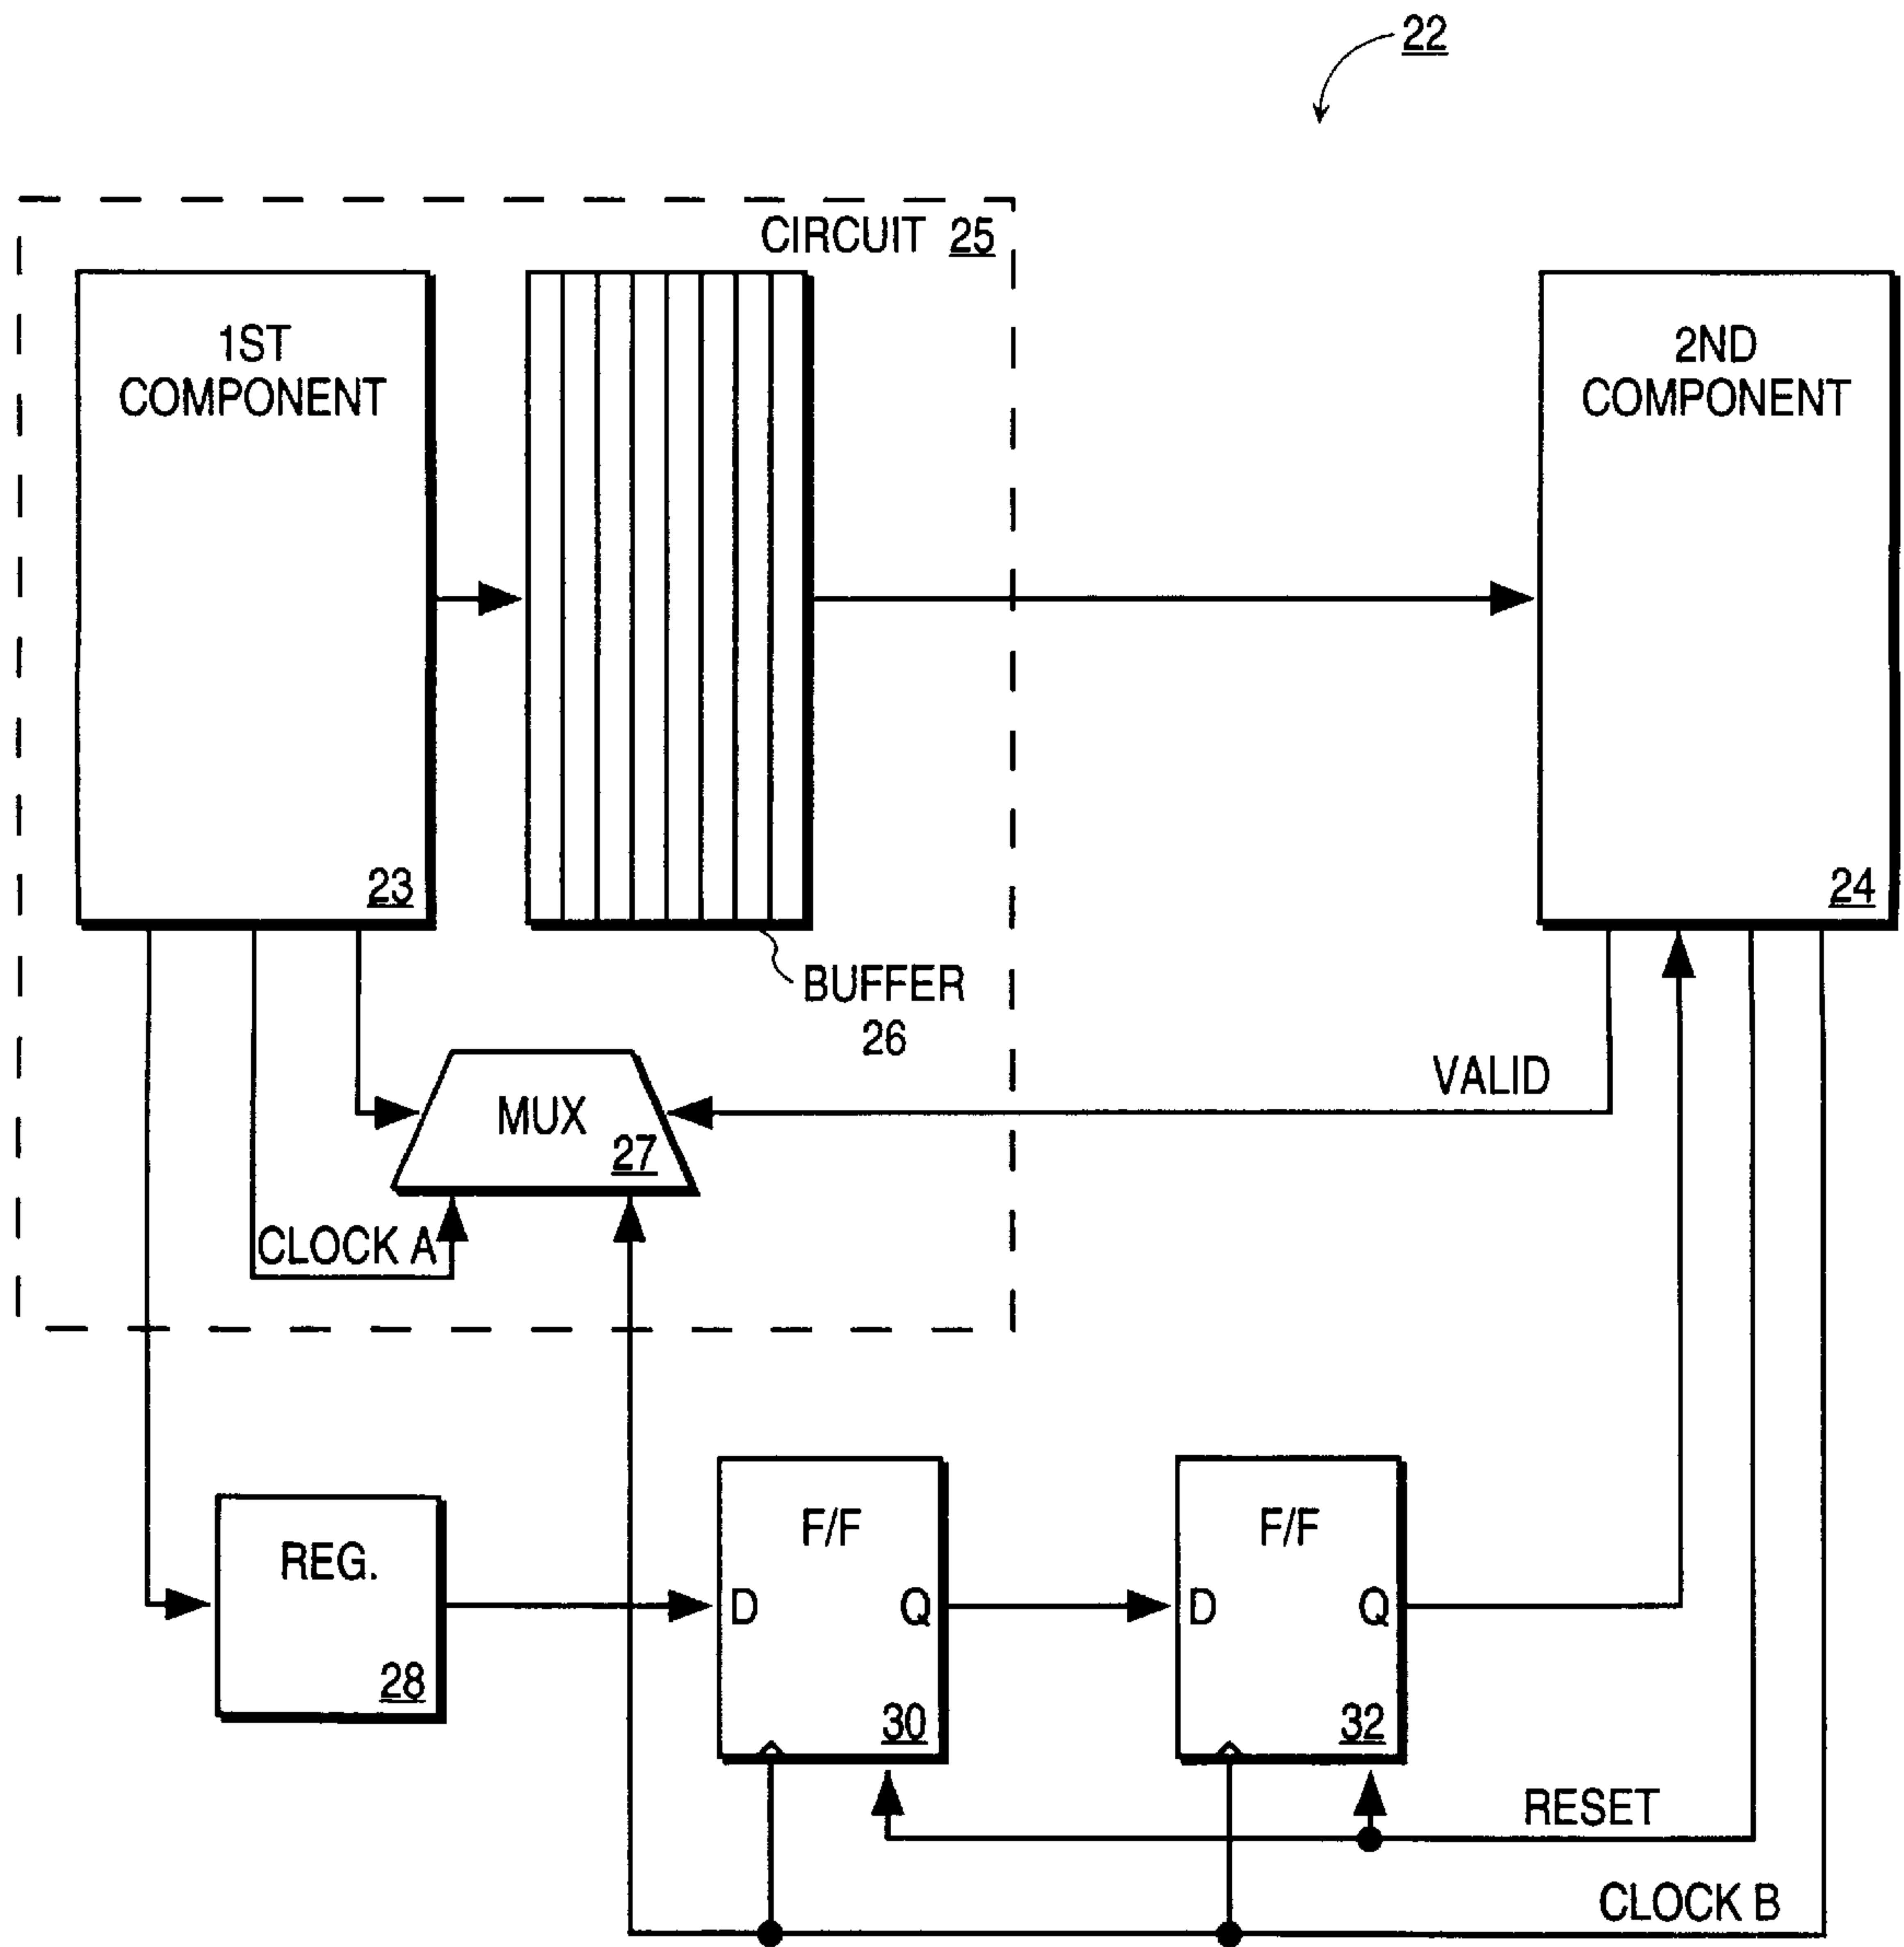 22
CIRCUIT 25
1ST
COMPONENT
23
2ND
COMPONENT
24
BUFFER
26
VALID
MUX
27
CLOCK A
REG.
28
F/F
D Q
30
F/F
D Q
32
RESET
CLOCK B